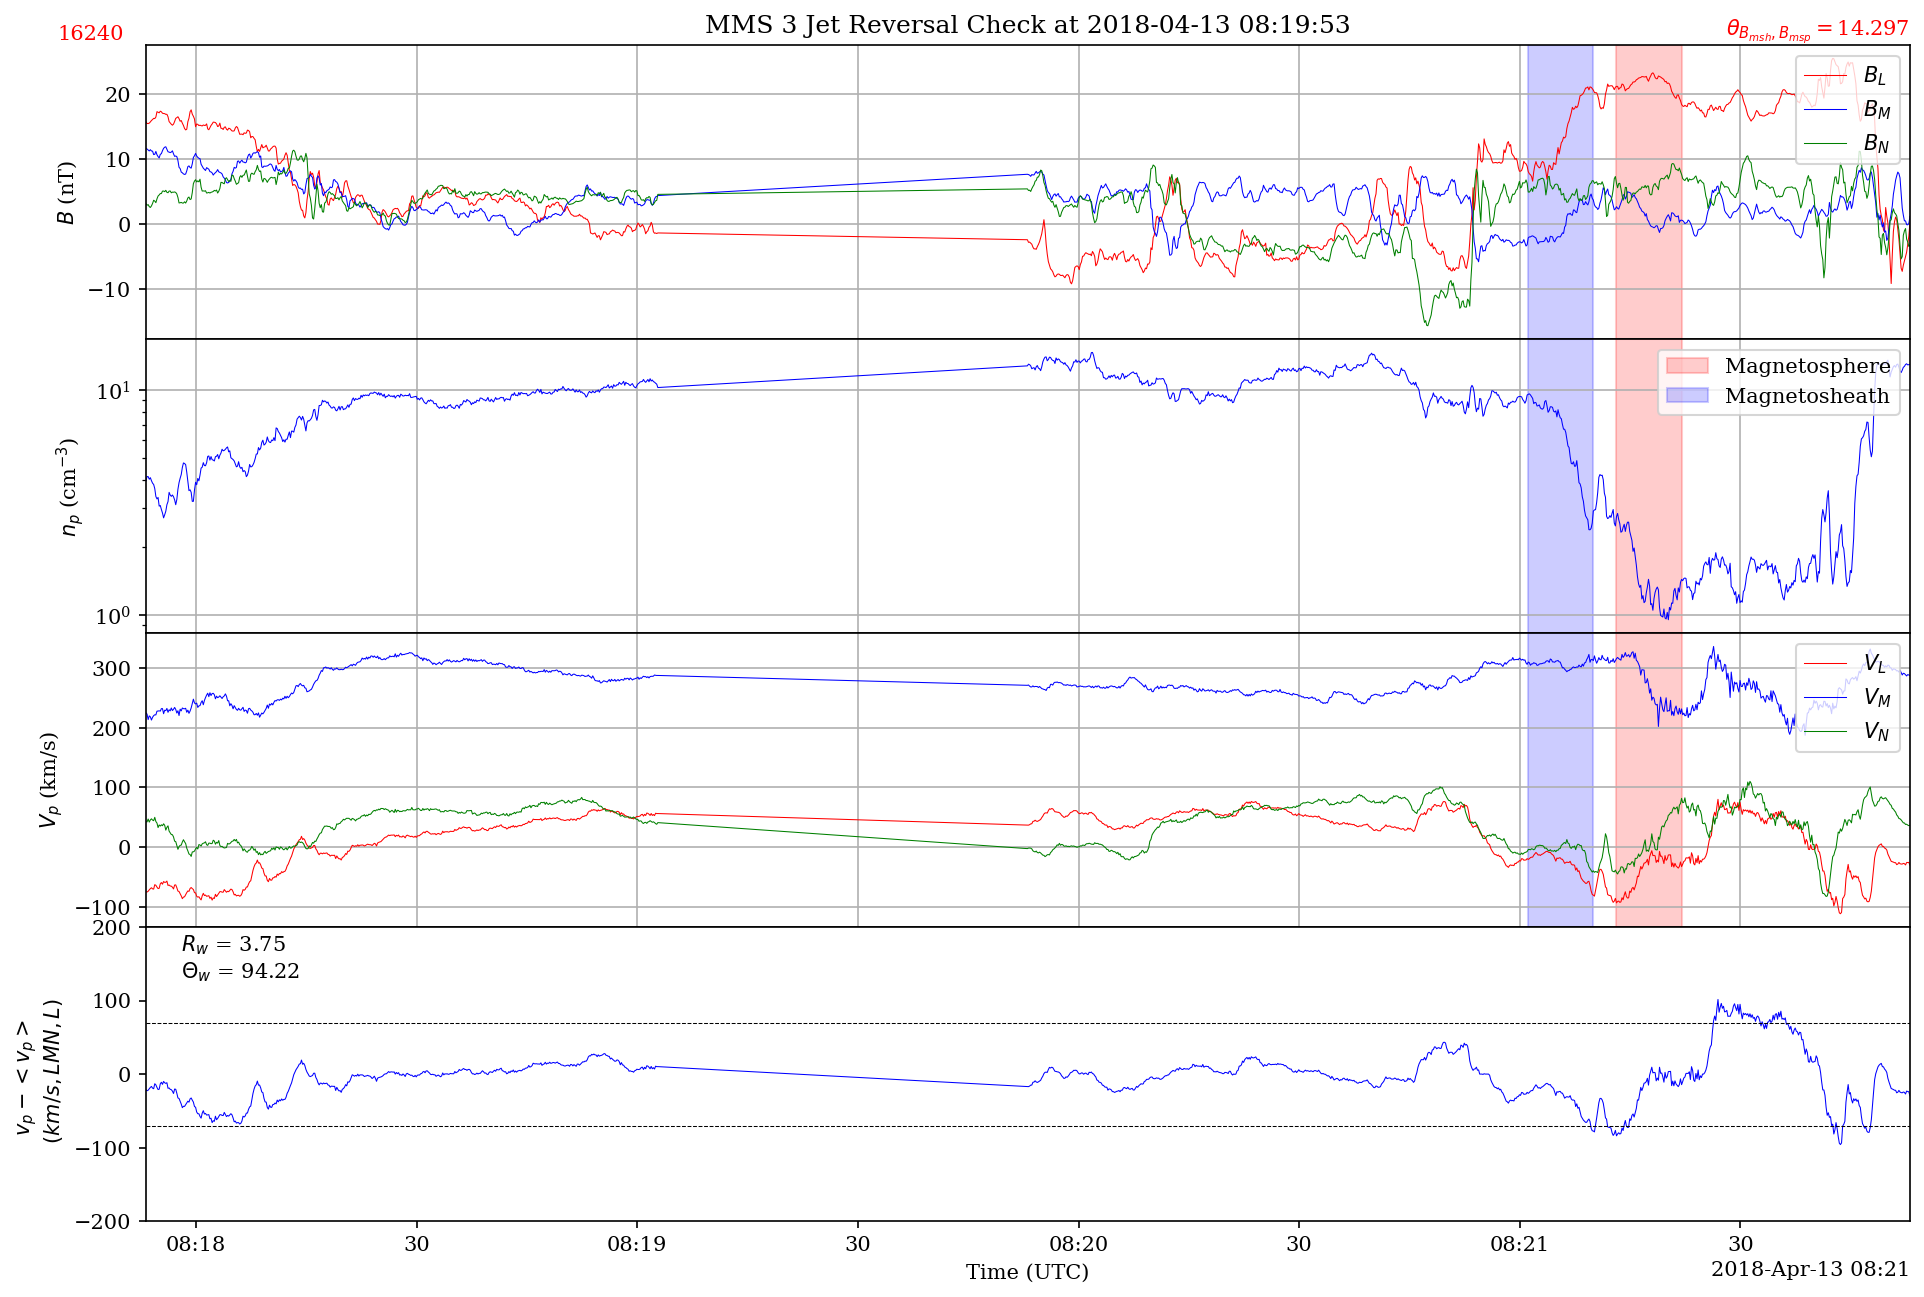 MMS 3 Jet Reversal Check at 2018-04-13 08:19:53
16240
θ_{B_{msh}, B_{msp}} = 14.297
20
10
0
−10
B (nT)
B_L
B_M
B_N
10^1
10^0
n_p (cm^{−3})
Magnetosphere
Magnetosheath
300
200
100
0
−100
V_p (km/s)
V_L
V_M
V_N
200
100
0
−100
−200
v_p − < v_p >
(km/s, LMN, L)
R_w = 3.75
Θ_w = 94.22
08:18
30
08:19
30
08:20
30
08:21
30
Time (UTC)
2018-Apr-13 08:21